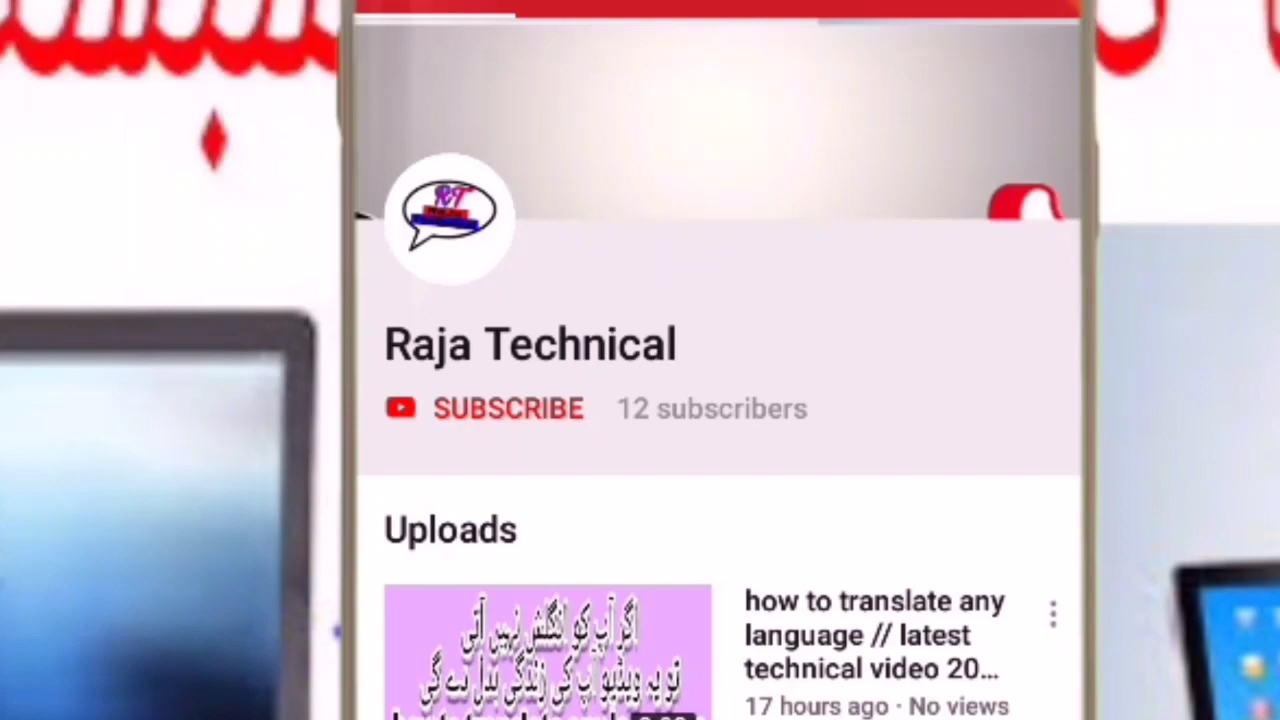 RT
Raja Technical
SUBSCRIBE 12 subscribers
Uploads
اگر آپ کو انگلش نہیں آتی
تو یہ ویڈیو آپ کی زندگی بدل دے گی
how to translate any
language // latest
technical video 20...
17 hours ago · No views